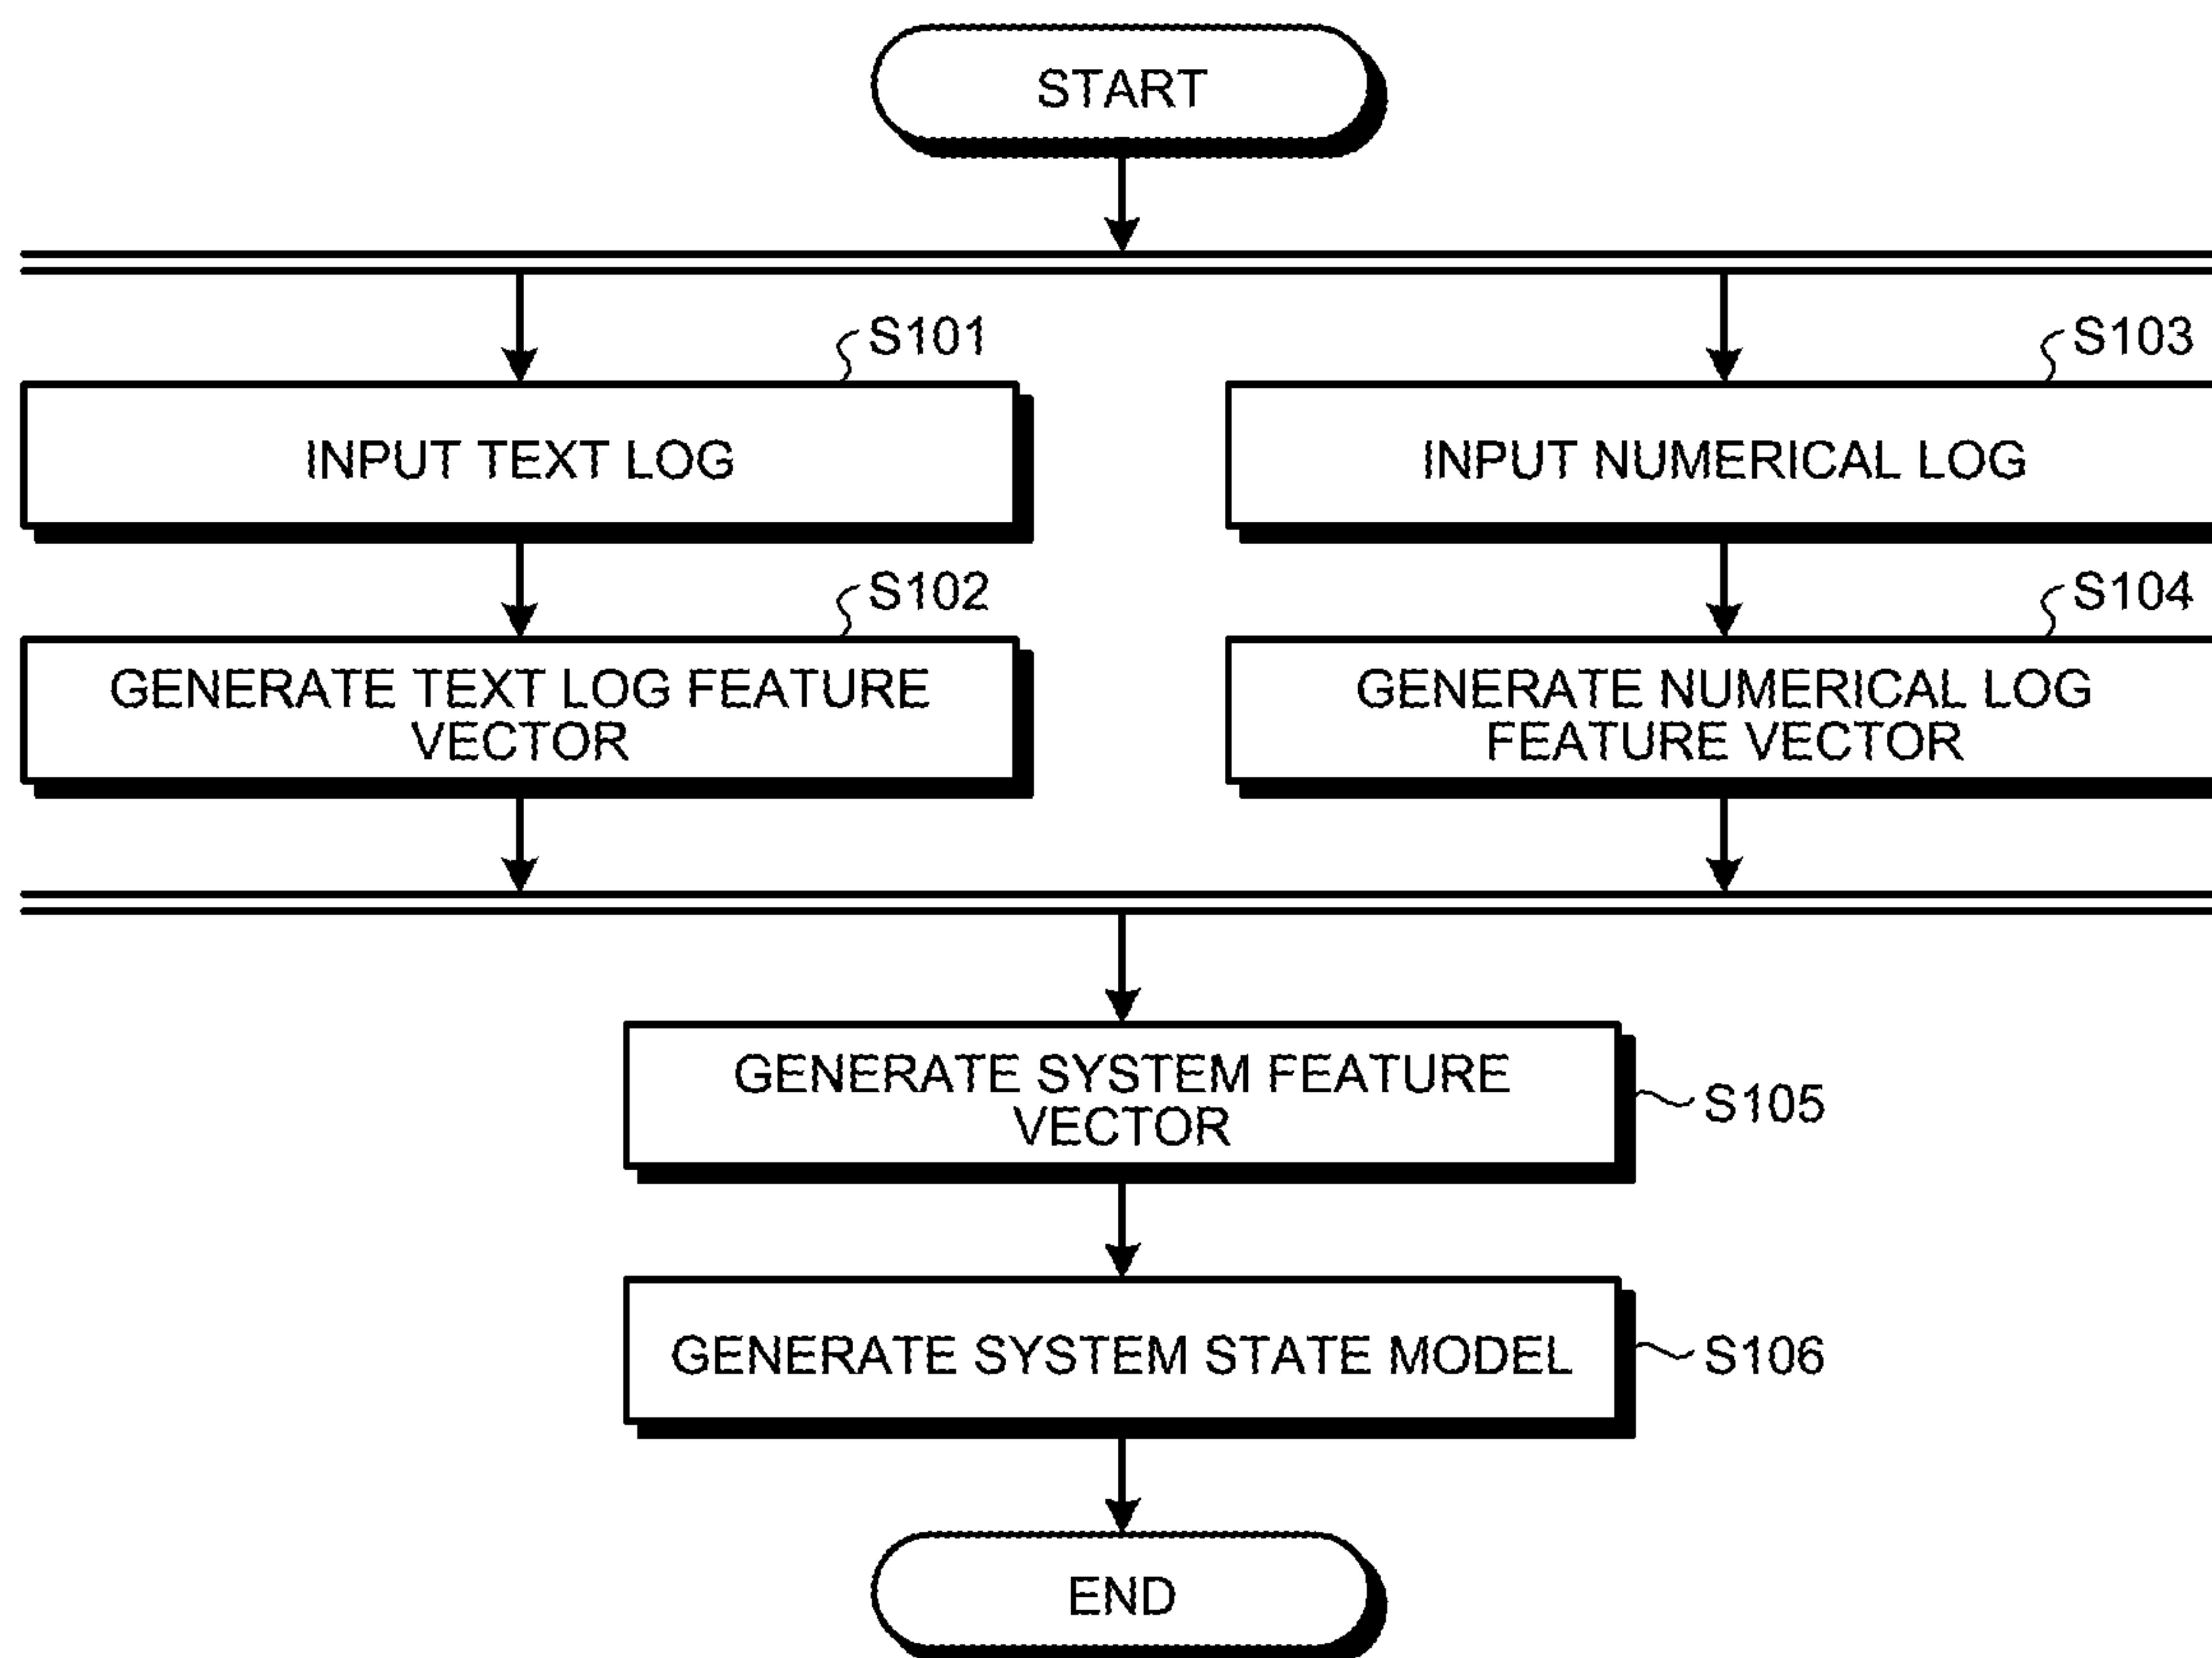 START
S101
S103
INPUT TEXT LOG
INPUT NUMERICAL LOG
S102
S104
GENERATE TEXT LOG FEATURE
VECTOR
GENERATE NUMERICAL LOG
FEATURE VECTOR
GENERATE SYSTEM FEATURE
VECTOR
S105
GENERATE SYSTEM STATE MODEL
S106
END